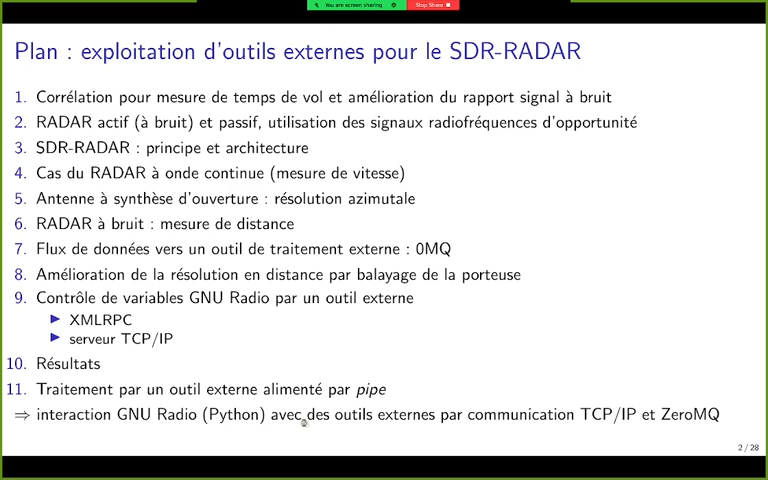 You are screen sharing
Stop Share
Plan : exploitation d'outils externes pour le SDR-RADAR
1. Corrélation pour mesure de temps de vol et amélioration du rapport signal à bruit
2. RADAR actif (à bruit) et passif, utilisation des signaux radiofréquences d'opportunité
3. SDR-RADAR : principe et architecture
4. Cas du RADAR à onde continue (mesure de vitesse)
5. Antenne à synthèse d'ouverture : résolution azimutale
6. RADAR à bruit : mesure de distance
7. Flux de données vers un outil de traitement externe : 0MQ
8. Amélioration de la résolution en distance par balayage de la porteuse
9. Contrôle de variables GNU Radio par un outil externe
▶ XMLRPC
▶ serveur TCP/IP
10. Résultats
11. Traitement par un outil externe alimenté par pipe
⇒ interaction GNU Radio (Python) avec des outils externes par communication TCP/IP et ZeroMQ
2 / 28